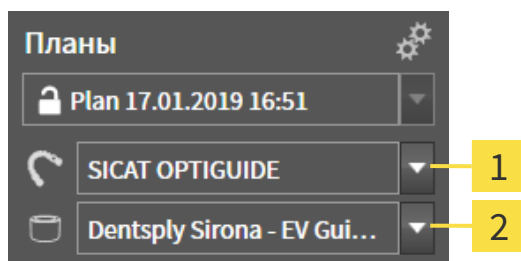 Планы
Plan 17.01.2019 16:51
SICAT OPTIGUIDE
1
Dentsply Sirona - EV Gui...
2